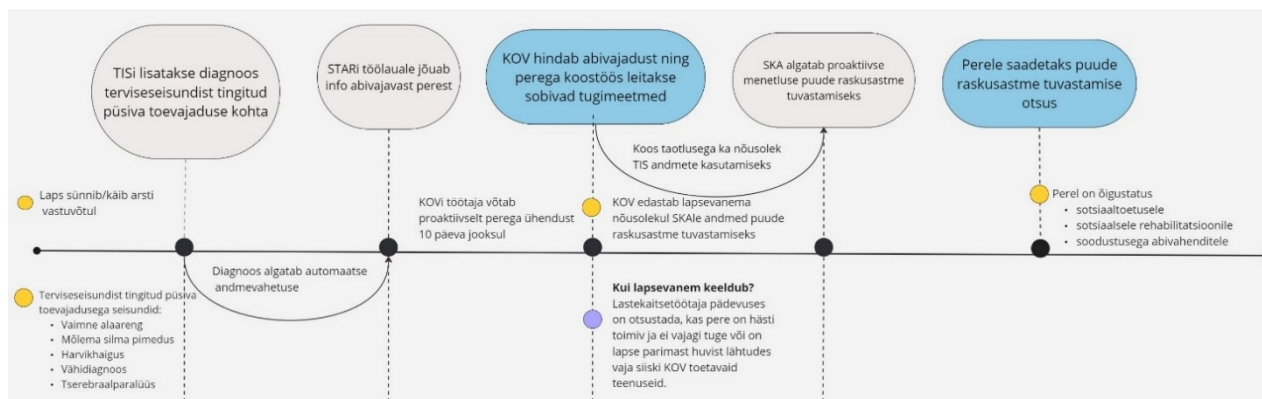 TISi lisatakse diagnoos
terviseseisundist tingitud
püsiva toevajaduse kohta
STARi töölauale jõuab
info abivajavast perest
KOV hindab abivajadust ning
perega koostöös leitakse
sobivad tugimeetmed
SKA algatab proaktiivse
menetluse puude raskusastme
tuvastamiseks
Perele saadetaks puude
raskusastme tuvastamise
otsus
Koos taotlusega ka nõusolek
TIS andmete kasutamiseks
Laps sünnib/käib arsti
vastuvõtul
KOVi töötaja võtab
proaktiivselt perega ühendust
10 päeva jooksul
KOV edastab lapsevanema
nõusolekul SKAle andmed puude
raskusastme tuvastamiseks
Perel on õigustatus
• sotsiaaltoetusele
• sotsiaalsele rehabilitatsioonile
• soodustusega abivahenditele
Diagnoos algatab automaatse
andmevahetuse
Terviseseisundist tingitud püsiva
toevajadusega seisundid:
• Vaimne alaareng
• Mõlema silma pimedus
• Harvikhaigus
• Vähidiagnoos
• Tserebraalparalüüs
Kui lapsevanem keeldub?
Lastekaitsetöötaja pädevuses
on otsustada, kas pere on hästi
toimiv ja ei vajagi tuge või on
lapse parimast huvist lähtudes
vaja siiski KOV toetavaid
teenuseid.